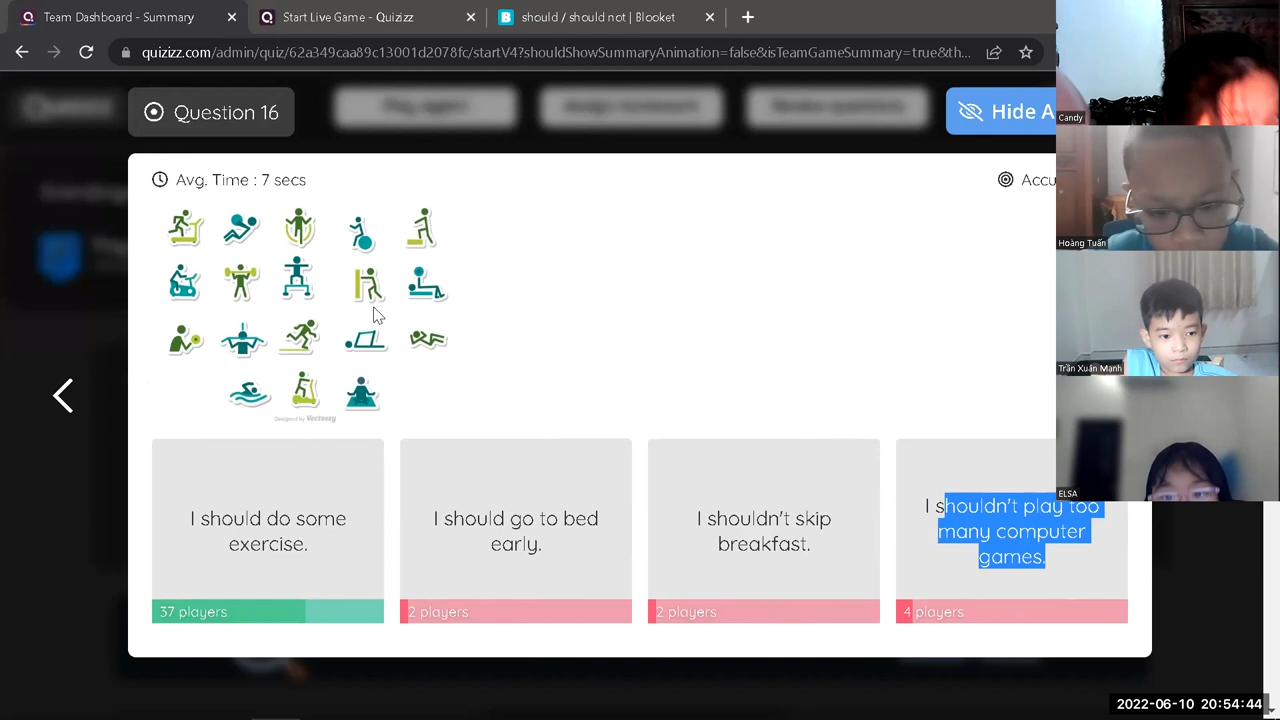 Team Dashboard - Summary
Start Live Game - Quizizz
should / should not | Blooket
quizizz.com/admin/quiz/62a349caa89c13001d2078fc/startV4?shouldShowSummaryAnimation=false&isTeamGameSummary=true&th...
Question 16
Hide A
Avg. Time : 7 secs
Accu
Candy
Hoàng Tuấn
Trần Xuân Mạnh
ELSA
Designed by Vecteezy
I should do some
exercise.
37 players
I should go to bed
early.
2 players
I shouldn't skip
breakfast.
2 players
I shouldn't play too
many computer
games.
4 players
2022-06-10 20:54:44